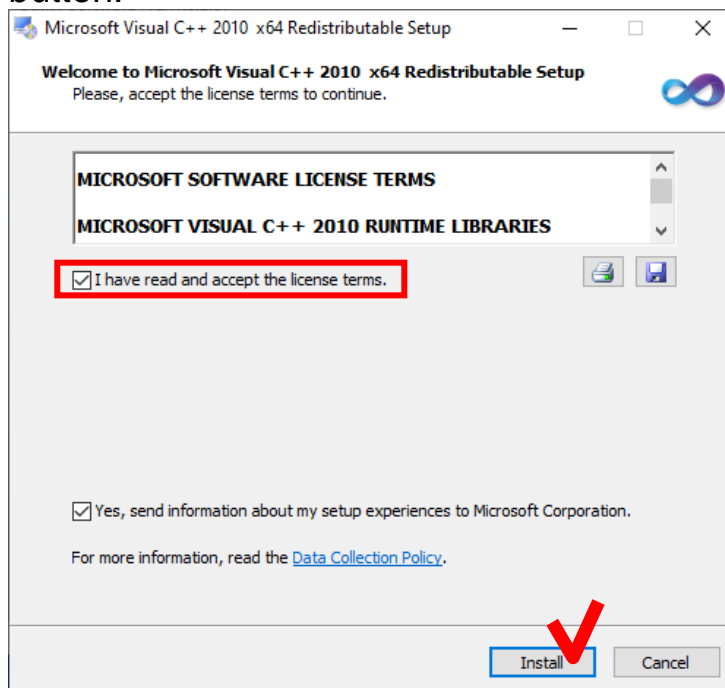 button.
Microsoft Visual C++ 2010 x64 Redistributable Setup
Welcome to Microsoft Visual C++ 2010 x64 Redistributable Setup
Please, accept the license terms to continue.
MICROSOFT SOFTWARE LICENSE TERMS
MICROSOFT VISUAL C++ 2010 RUNTIME LIBRARIES
I have read and accept the license terms.
Yes, send information about my setup experiences to Microsoft Corporation.
For more information, read the Data Collection Policy.
Install Cancel